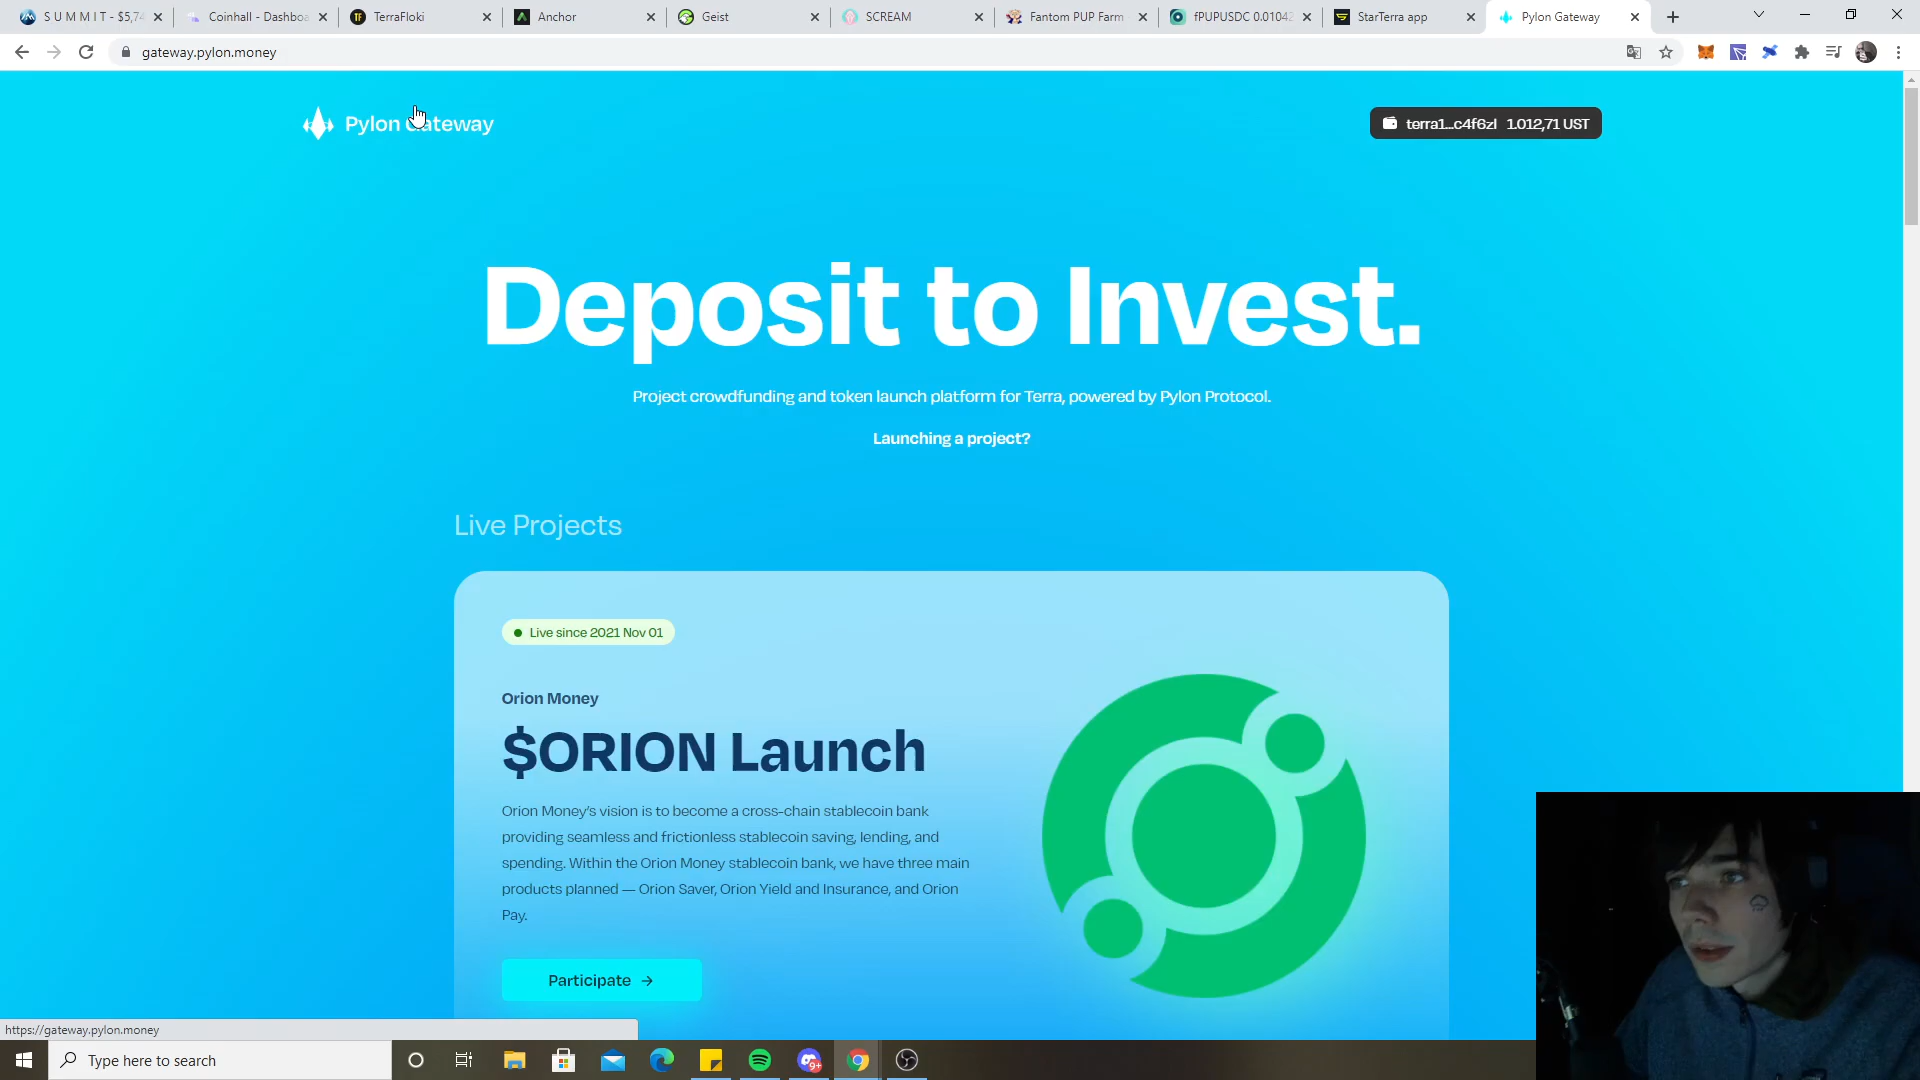 S U M M I T - $5,74
Coinhall - Dashboa
TerraFloki
Anchor
Geist
SCREAM
Fantom PUP Farm
fPUPUSDC 0.01042
StarTerra app
Pylon Gateway
gateway.pylon.money
Pylon Gateway
terra1...c4f6zl 1.012,71 UST
Deposit to Invest.
Project crowdfunding and token launch platform for Terra, powered by Pylon Protocol.
Launching a project?
Live Projects
Live since 2021 Nov 01
Orion Money
$ORION Launch
Orion Money's vision is to become a cross-chain stablecoin bank
providing seamless and frictionless stablecoin saving, lending, and
spending. Within the Orion Money stablecoin bank, we have three main
products planned — Orion Saver, Orion Yield and Insurance, and Orion
Pay.
Participate →
https://gateway.pylon.money
Type here to search
9+